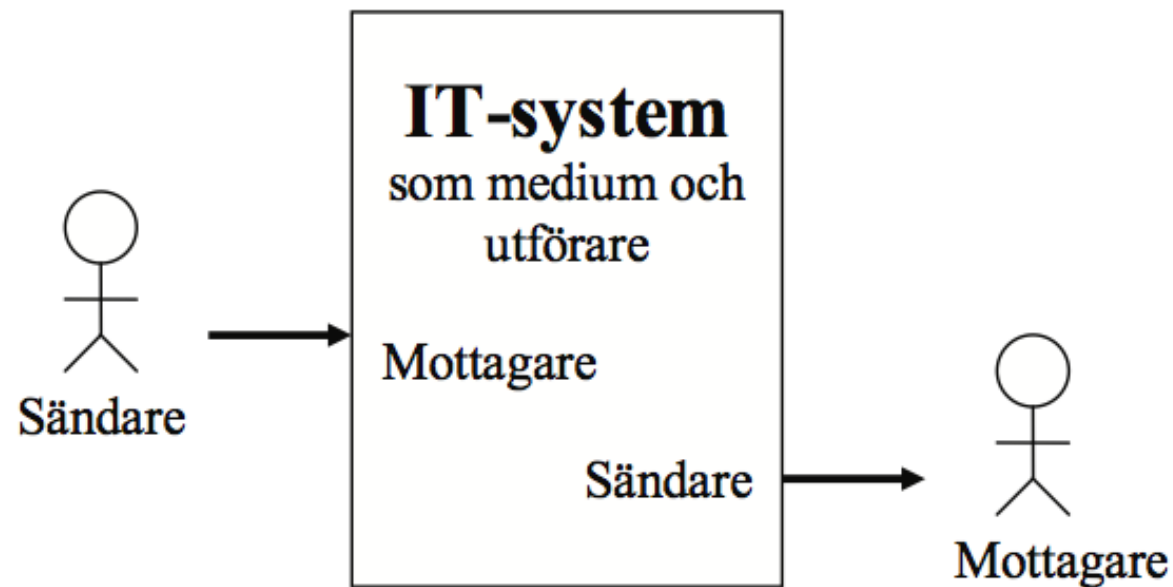 IT-system
som medium och
utförare
Mottagare
Sändare
Sändare
Mottagare